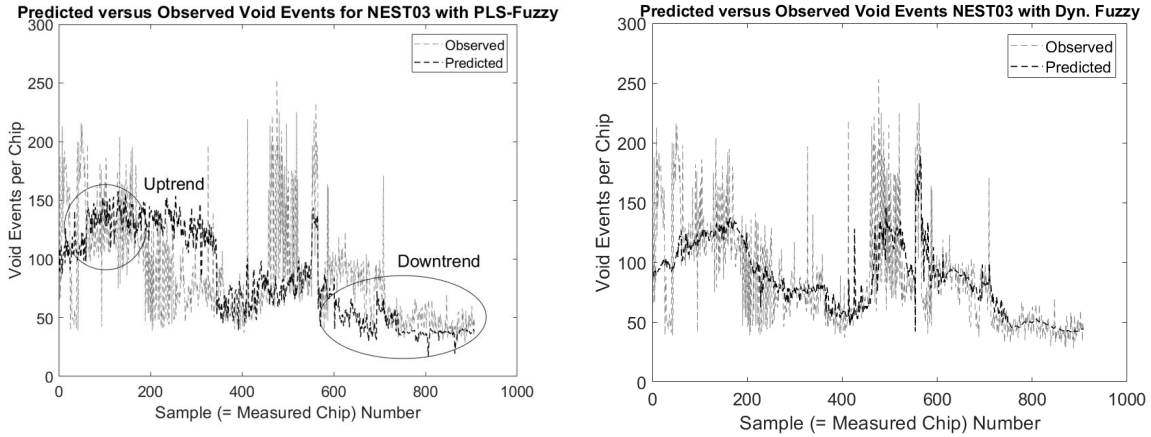 Predicted versus Observed Void Events for NEST03 with PLS-Fuzzy
300
250
200
150
100
50
0
Void Events per Chip
Observed
Predicted
Uptrend
Downtrend
0 200 400 600 800 1000
Sample (= Measured Chip) Number
Predicted versus Observed Void Events NEST03 with Dyn. Fuzzy
300
250
200
150
100
50
0
Void Events per Chip
Observed
Predicted
0 200 400 600 800 1000
Sample (= Measured Chip) Number